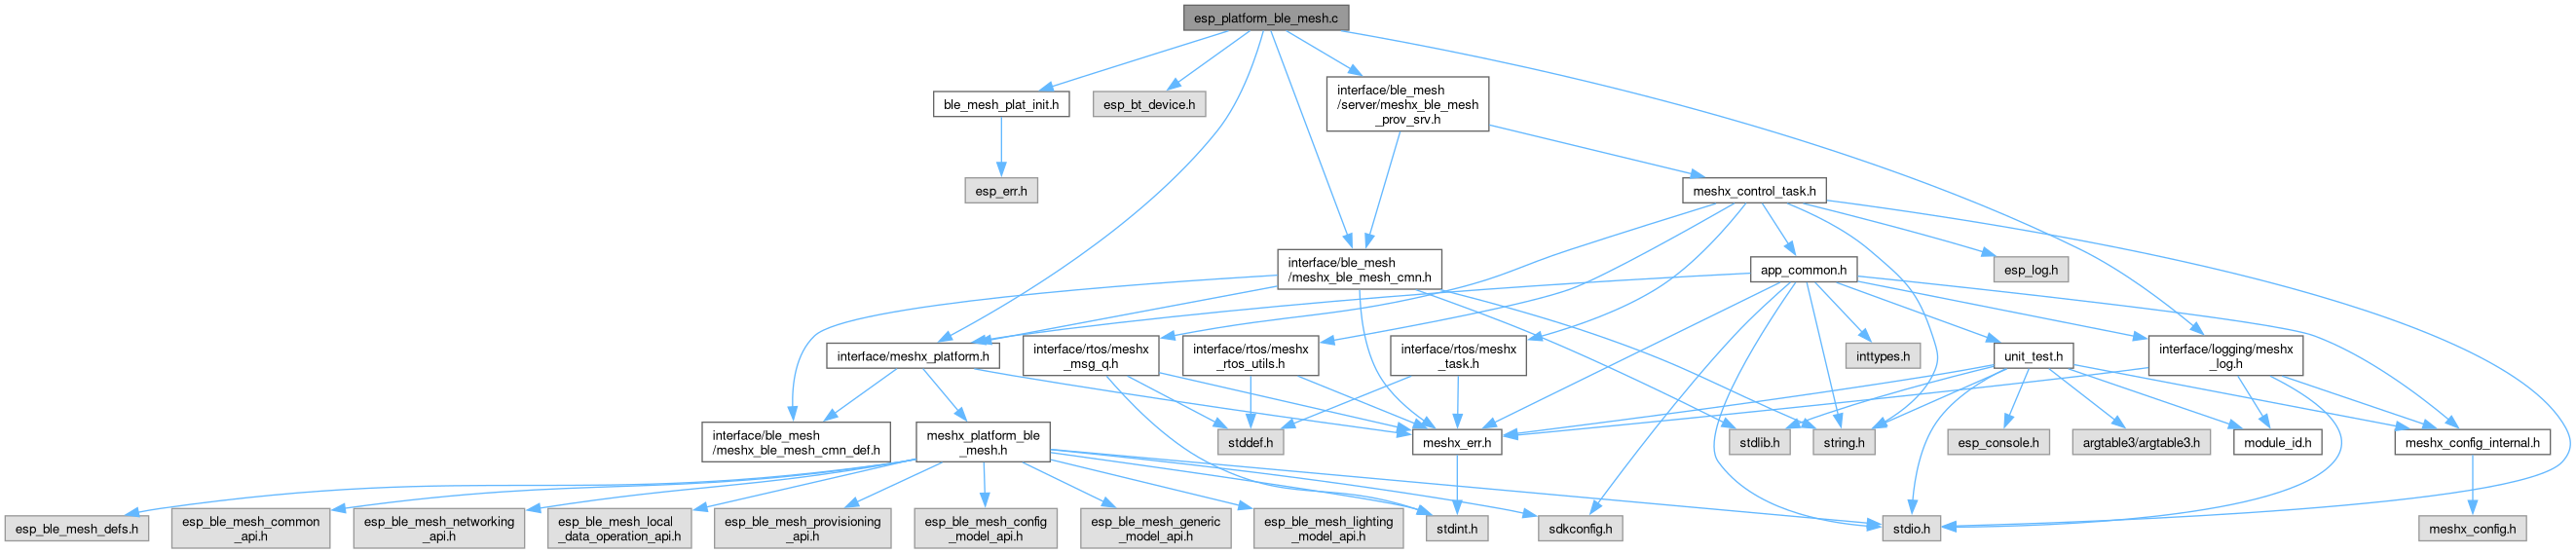 esp_platform_ble_mesh.c
ble_mesh_plat_init.h
esp_bt_device.h
interface/ble_mesh
/server/meshx_ble_mesh
_prov_srv.h
esp_err.h
meshx_control_task.h
interface/ble_mesh
/meshx_ble_mesh_cmn.h
app_common.h
esp_log.h
interface/meshx_platform.h
interface/rtos/meshx
_msg_q.h
interface/rtos/meshx
_rtos_utils.h
interface/rtos/meshx
_task.h
inttypes.h
unit_test.h
interface/logging/meshx
_log.h
interface/ble_mesh
/meshx_ble_mesh_cmn_def.h
meshx_platform_ble
_mesh.h
stddef.h
meshx_err.h
stdlib.h
string.h
esp_console.h
argtable3/argtable3.h
module_id.h
meshx_config_internal.h
esp_ble_mesh_defs.h
esp_ble_mesh_common
_api.h
esp_ble_mesh_networking
_api.h
esp_ble_mesh_local
_data_operation_api.h
esp_ble_mesh_provisioning
_api.h
esp_ble_mesh_config
_model_api.h
esp_ble_mesh_generic
_model_api.h
esp_ble_mesh_lighting
_model_api.h
stdint.h
sdkconfig.h
stdio.h
meshx_config.h